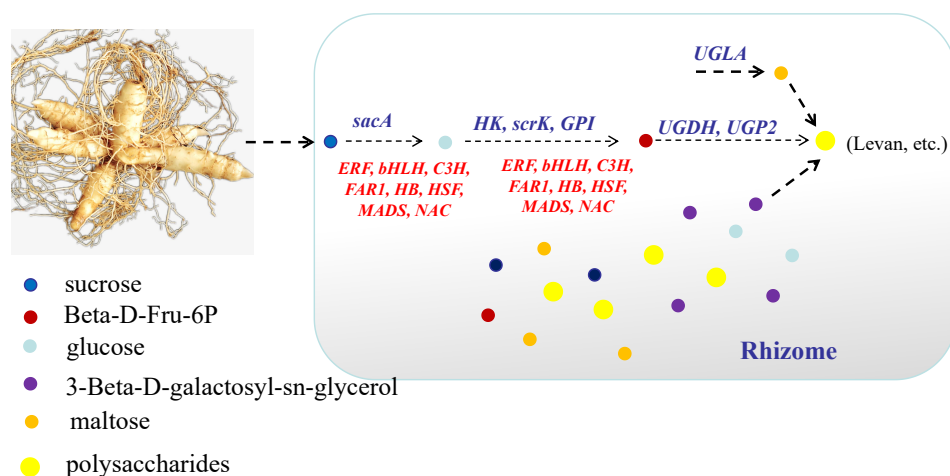 UGLA
sacA
HK, scrK, GPI
UGDH, UGP2
(Levan, etc.)
ERF, bHLH, C3H,
FAR1, HB, HSF,
MADS, NAC
ERF, bHLH, C3H,
FAR1, HB, HSF,
MADS, NAC
Rhizome
sucrose
Beta-D-Fru-6P
glucose
3-Beta-D-galactosyl-sn-glycerol
maltose
polysaccharides